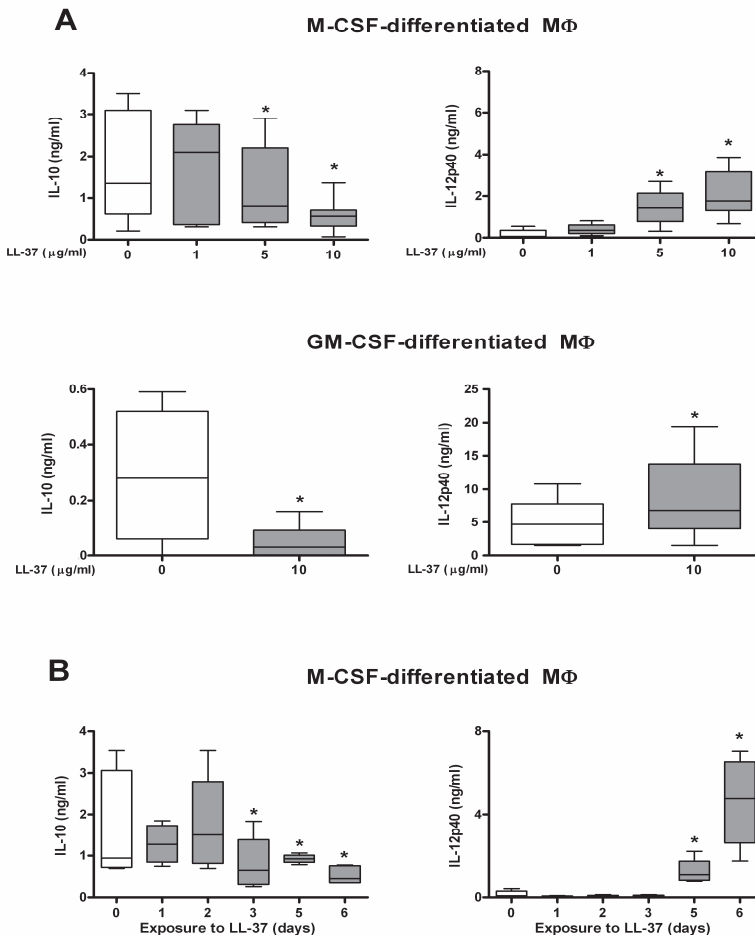 A
M-CSF-differentiated MΦ
IL-10 (ng/ml)
4
3
2
1
0
*
*
LL-37 (μg/ml)
0 1 5 10
IL-12p40 (ng/ml)
8
6
4
2
0
*
*
LL-37 (μg/ml)
0 1 5 10
GM-CSF-differentiated MΦ
IL-10 (ng/ml)
0.6
0.4
0.2
0
*
LL-37 (μg/ml)
0 10
IL-12p40 (ng/ml)
25
20
15
10
5
0
*
LL-37 (μg/ml)
0 10
B
M-CSF-differentiated MΦ
IL-10 (ng/ml)
4
3
2
1
0
*
*
*
0 1 2 3 5 6
Exposure to LL-37 (days)
IL-12p40 (ng/ml)
8
4
0
*
*
0 1 2 3 5 6
Exposure to LL-37 (days)